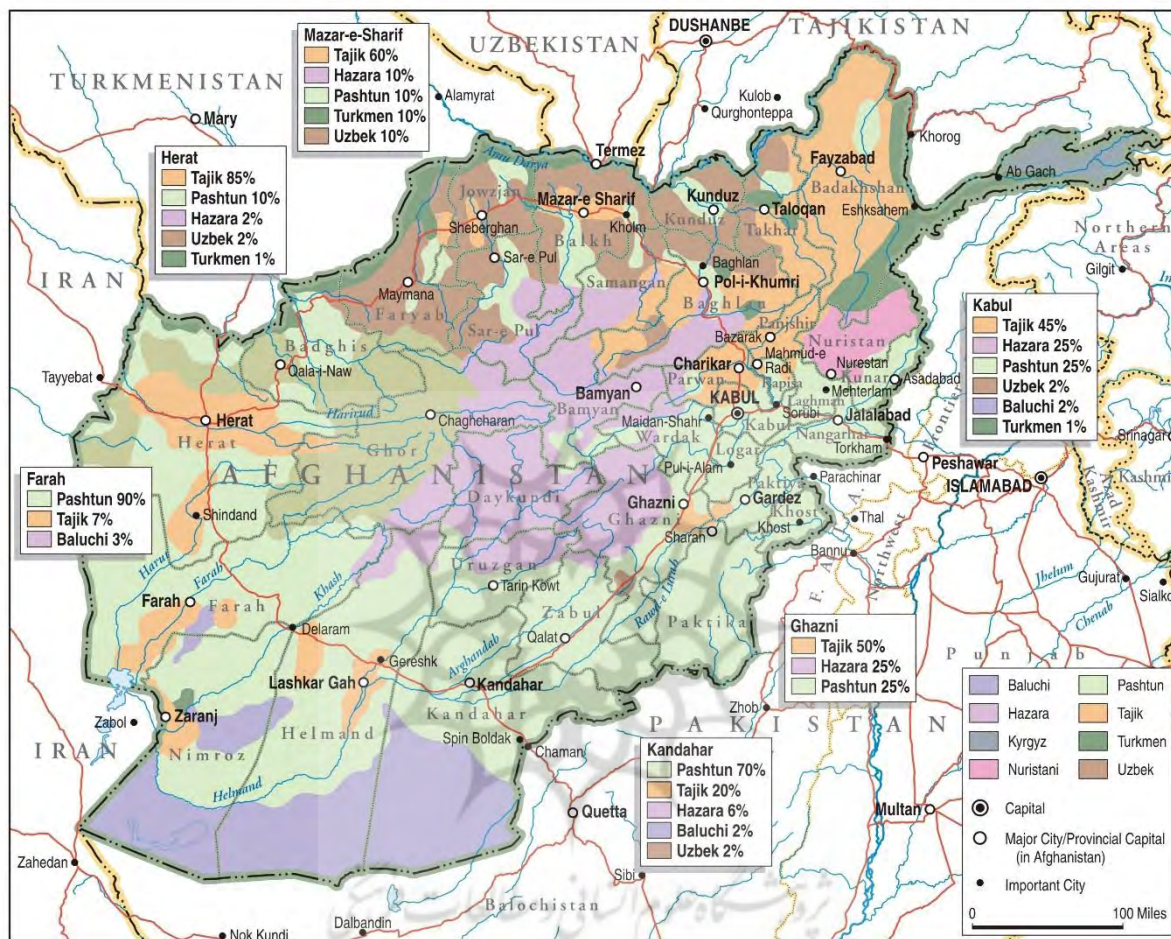 DUSHANBE
TAJIKISTAN
UZBEKISTAN
TURKMENISTAN
Mazar-e-Sharif
Tajik 60%
Hazara 10%
Pashtun 10%
Turkmen 10%
Uzbek 10%
Alamyrat
Kulob
Qurghonteppa
Mary
Khorog
Termez
Herat
Tajik 85%
Pashtun 10%
Hazara 2%
Uzbek 2%
Turkmen 1%
Amu Darya
Fayzabad
Ab Gach
Badakhshan
Jowzjan
Mazar-e Sharif
Kunduz
Taloqan
Eshksahem
Sheberghan
Kholm
Kunduz
Takhar
Balkh
Northern
Areas
Sar-e Pul
Baghlan
Gilgit
IRAN
Samangan
Pol-i-Khumri
Maymana
Baghlan
Faryab
Sar-e Pul
Panjshir
Bazarak
Nuristan
Kabul
Tajik 45%
Hazara 25%
Pashtun 25%
Uzbek 2%
Baluchi 2%
Turkmen 1%
Badghis
Mahmud-e
Radi
Tayyebat
Qala-i-Naw
Charikar
Nurestan
Kunar
Asadabad
Parwan
Kapisa
Mehterlam
Bamyan
Laghman
Herat
Harirud
Chaghcharan
Bamyan
KABUL
Sorubi
Jalalabad
Maidan-Shahr
Kabul
Nangarhar
Srinagar
Herat
Ghor
Wardak
Logar
Torkham
Peshawar
ISLAMABAD
Azad
Kashmir
Kashmir
AFGHANISTAN
Pul-i-Alam
Parachinar
Farah
Pashtun 90%
Tajik 7%
Baluchi 3%
Daykundi
Paktiya
Gardez
Ghazni
Ghazni
Khost
Thal
Shindand
Sharan
Khost
Bannu
Northwest
F. A. T. A.
Harut
Farah
Khash
Uruzgan
Tarin Kowt
Jhelum
Gujurat
Chenab
Farah
Farah
Zabul
Paktika
Delaram
Qalat
Ghazni
Tajik 50%
Hazara 25%
Pashtun 25%
Gereshk
Arghandab
Punjab
Lashkar Gah
Kandahar
Baluchi
Pashtun
Hazara
Tajik
Kyrgyz
Turkmen
Nuristani
Uzbek
Zabol
Zaranj
Helmand
Kandahar
Zhob
PAKISTAN
IRAN
Nimroz
Spin Boldak
Chaman
Helmand
Kandahar
Pashtun 70%
Tajik 20%
Hazara 6%
Baluchi 2%
Uzbek 2%
Quetta
Multan
Capital
Major City/Provincial Capital
(in Afghanistan)
Important City
Zahedan
Sibi
Balochistan
0
100 Miles
Nok Kundi
Dalbandin